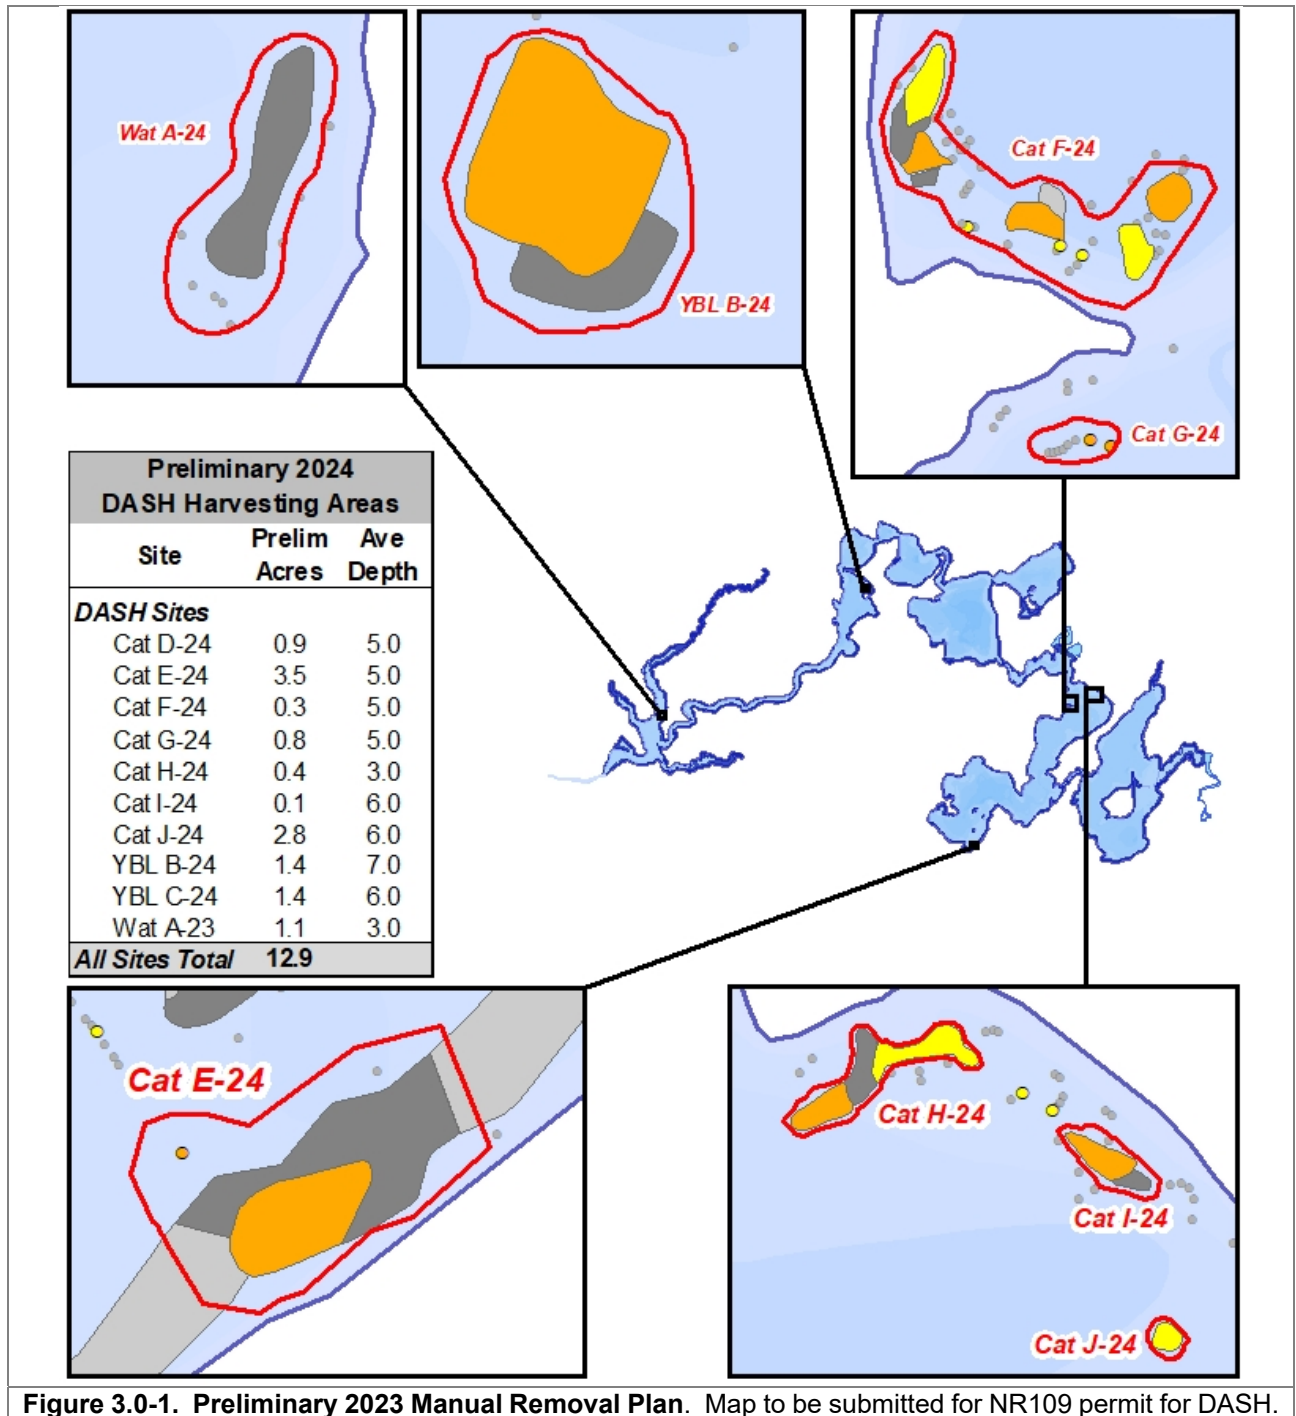 Wat A-24
YBL B-24
Cat F-24
Cat G-24
Preliminary 2024
DASH Harvesting Areas
Site Prelim Acres Ave Depth
DASH Sites
Cat D-24 0.9 5.0
Cat E-24 3.5 5.0
Cat F-24 0.3 5.0
Cat G-24 0.8 5.0
Cat H-24 0.4 3.0
Cat I-24 0.1 6.0
Cat J-24 2.8 6.0
YBL B-24 1.4 7.0
YBL C-24 1.4 6.0
Wat A-23 1.1 3.0
All Sites Total 12.9
Cat E-24
Cat H-24
Cat I-24
Cat J-24
Figure 3.0-1. Preliminary 2023 Manual Removal Plan. Map to be submitted for NR109 permit for DASH.